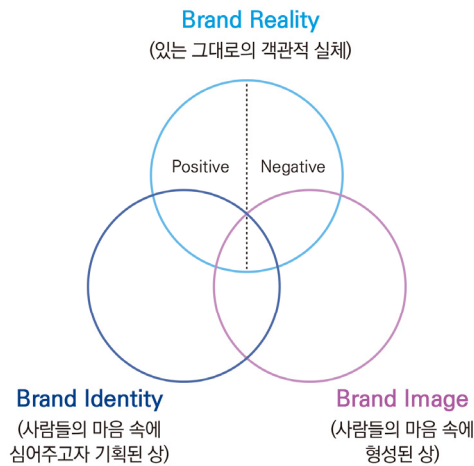 Brand Reality
(있는 그대로의 객관적 실체)
Positive
Negative
Brand Identity
(사람들의 마음 속에
심어주고자 기획된 상)
Brand Image
(사람들의 마음 속에
형성된 상)